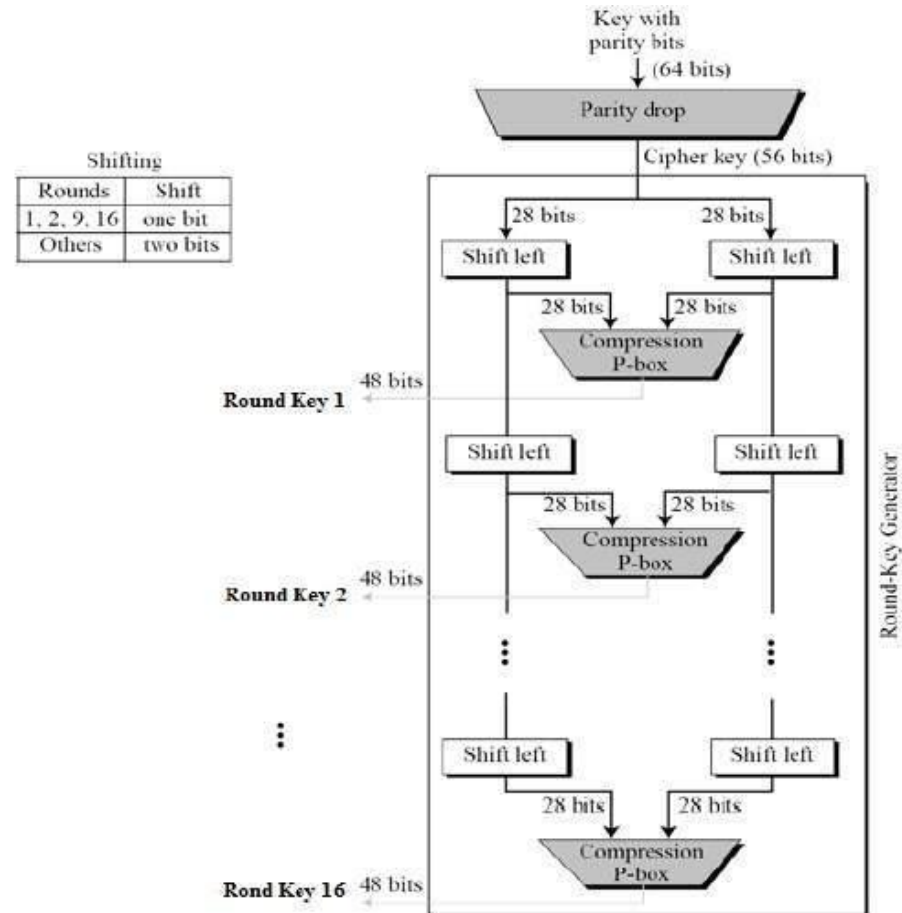 Key with
parity bits
(64 bits)
Parity drop
Shifting
Rounds Shift
1, 2, 9, 16 one bit
Others two bits
Cipher key (56 bits)
28 bits 28 bits
Shift left Shift left
28 bits 28 bits
Compression
P-box
48 bits
Round Key 1
Shift left Shift left
28 bits 28 bits
Compression
P-box
48 bits
Round Key 2
Round-Key Generator
Shift left Shift left
28 bits 28 bits
Compression
P-box
Rond Key 16 48 bits